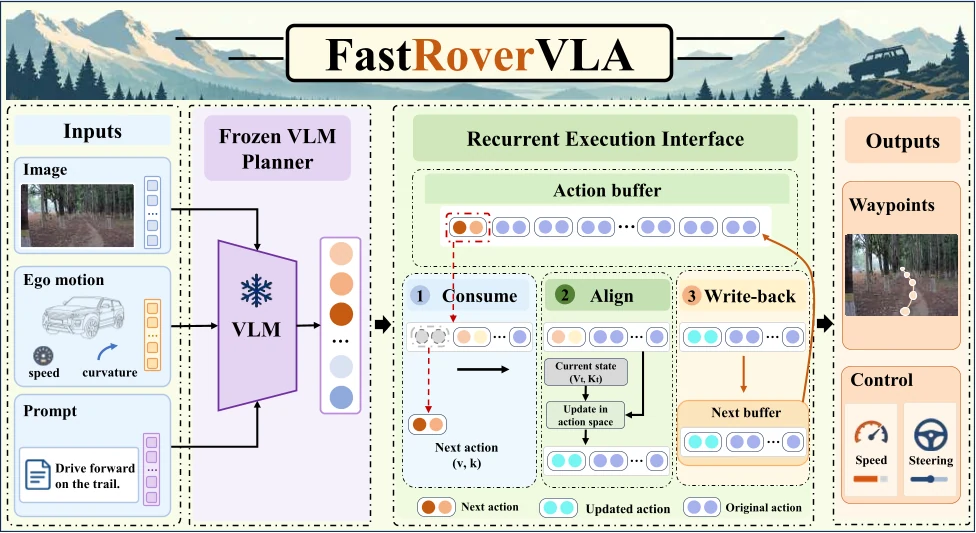 FastRoverVLA
Inputs
Image
...
Ego motion
speed
curvature
...
Prompt
Drive forward
on the trail.
...
Frozen VLM
Planner
VLM
...
Recurrent Execution Interface
Action buffer
...
1 Consume
...
Next action
(v, k)
2 Align
...
Current state
(Vt, Kt)
Update in
action space
...
3 Write-back
...
Next buffer
...
Next action
Updated action
Original action
Outputs
Waypoints
Control
Speed
Steering